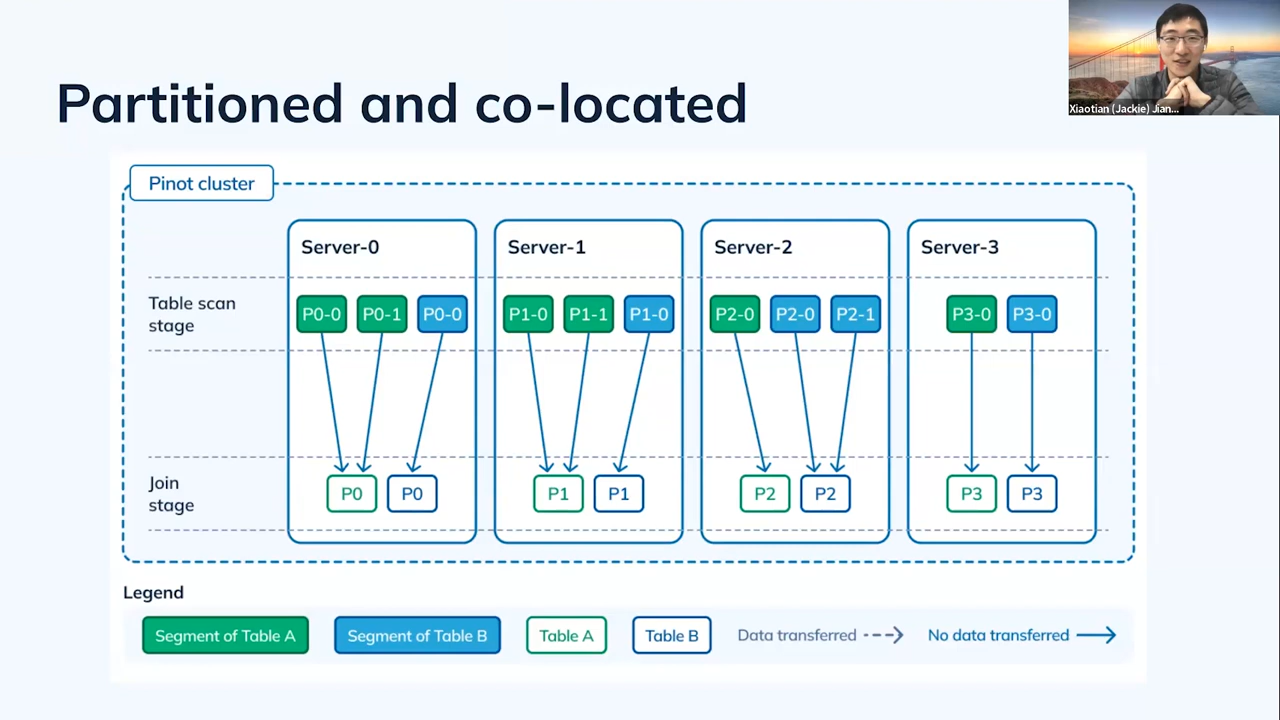 Xiaotian (Jackie) Jian...
Partitioned and co-located
Pinot cluster
Server-0
Server-1
Server-2
Server-3
Table scan
stage
P0-0
P0-1
P0-0
P1-0
P1-1
P1-0
P2-0
P2-0
P2-1
P3-0
P3-0
Join
stage
P0
P0
P1
P1
P2
P2
P3
P3
Legend
Segment of Table A
Segment of Table B
Table A
Table B
Data transferred
No data transferred